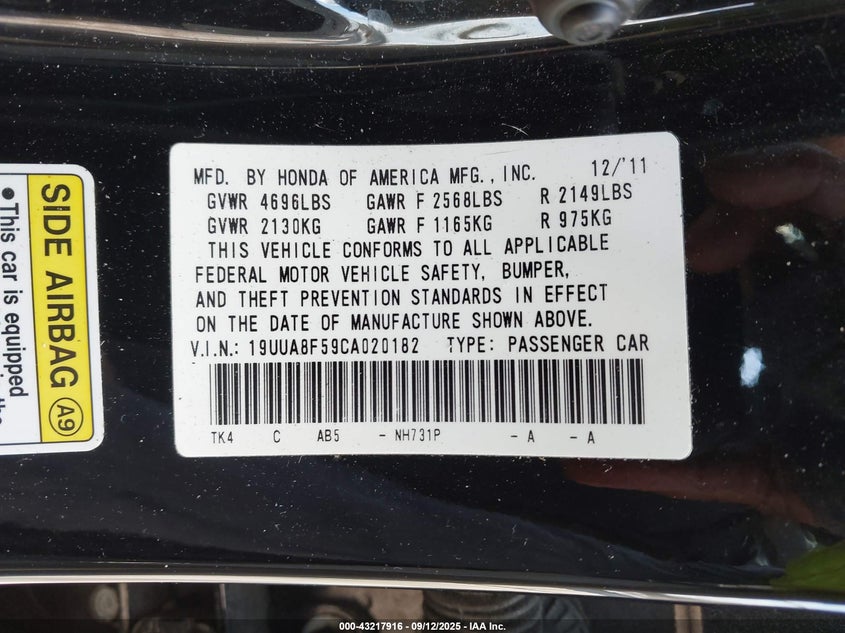 MFD. BY HONDA OF AMERICA MFG., INC. 12/'11
GVWR 4696LBS GAWR F 2568LBS R 2149LBS
GVWR 2130KG GAWR F 1165KG R 975KG
THIS VEHICLE CONFORMS TO ALL APPLICABLE
FEDERAL MOTOR VEHICLE SAFETY, BUMPER,
AND THEFT PREVENTION STANDARDS IN EFFECT
ON THE DATE OF MANUFACTURE SHOWN ABOVE.
V.I.N.: 19UUA8F59CA020182 TYPE: PASSENGER CAR
TK4 C AB5 - NH731P - A - A
SIDE AIRBAG A9
•This car is equipped
000-43217916 - 09/12/2025 - IAA Inc.